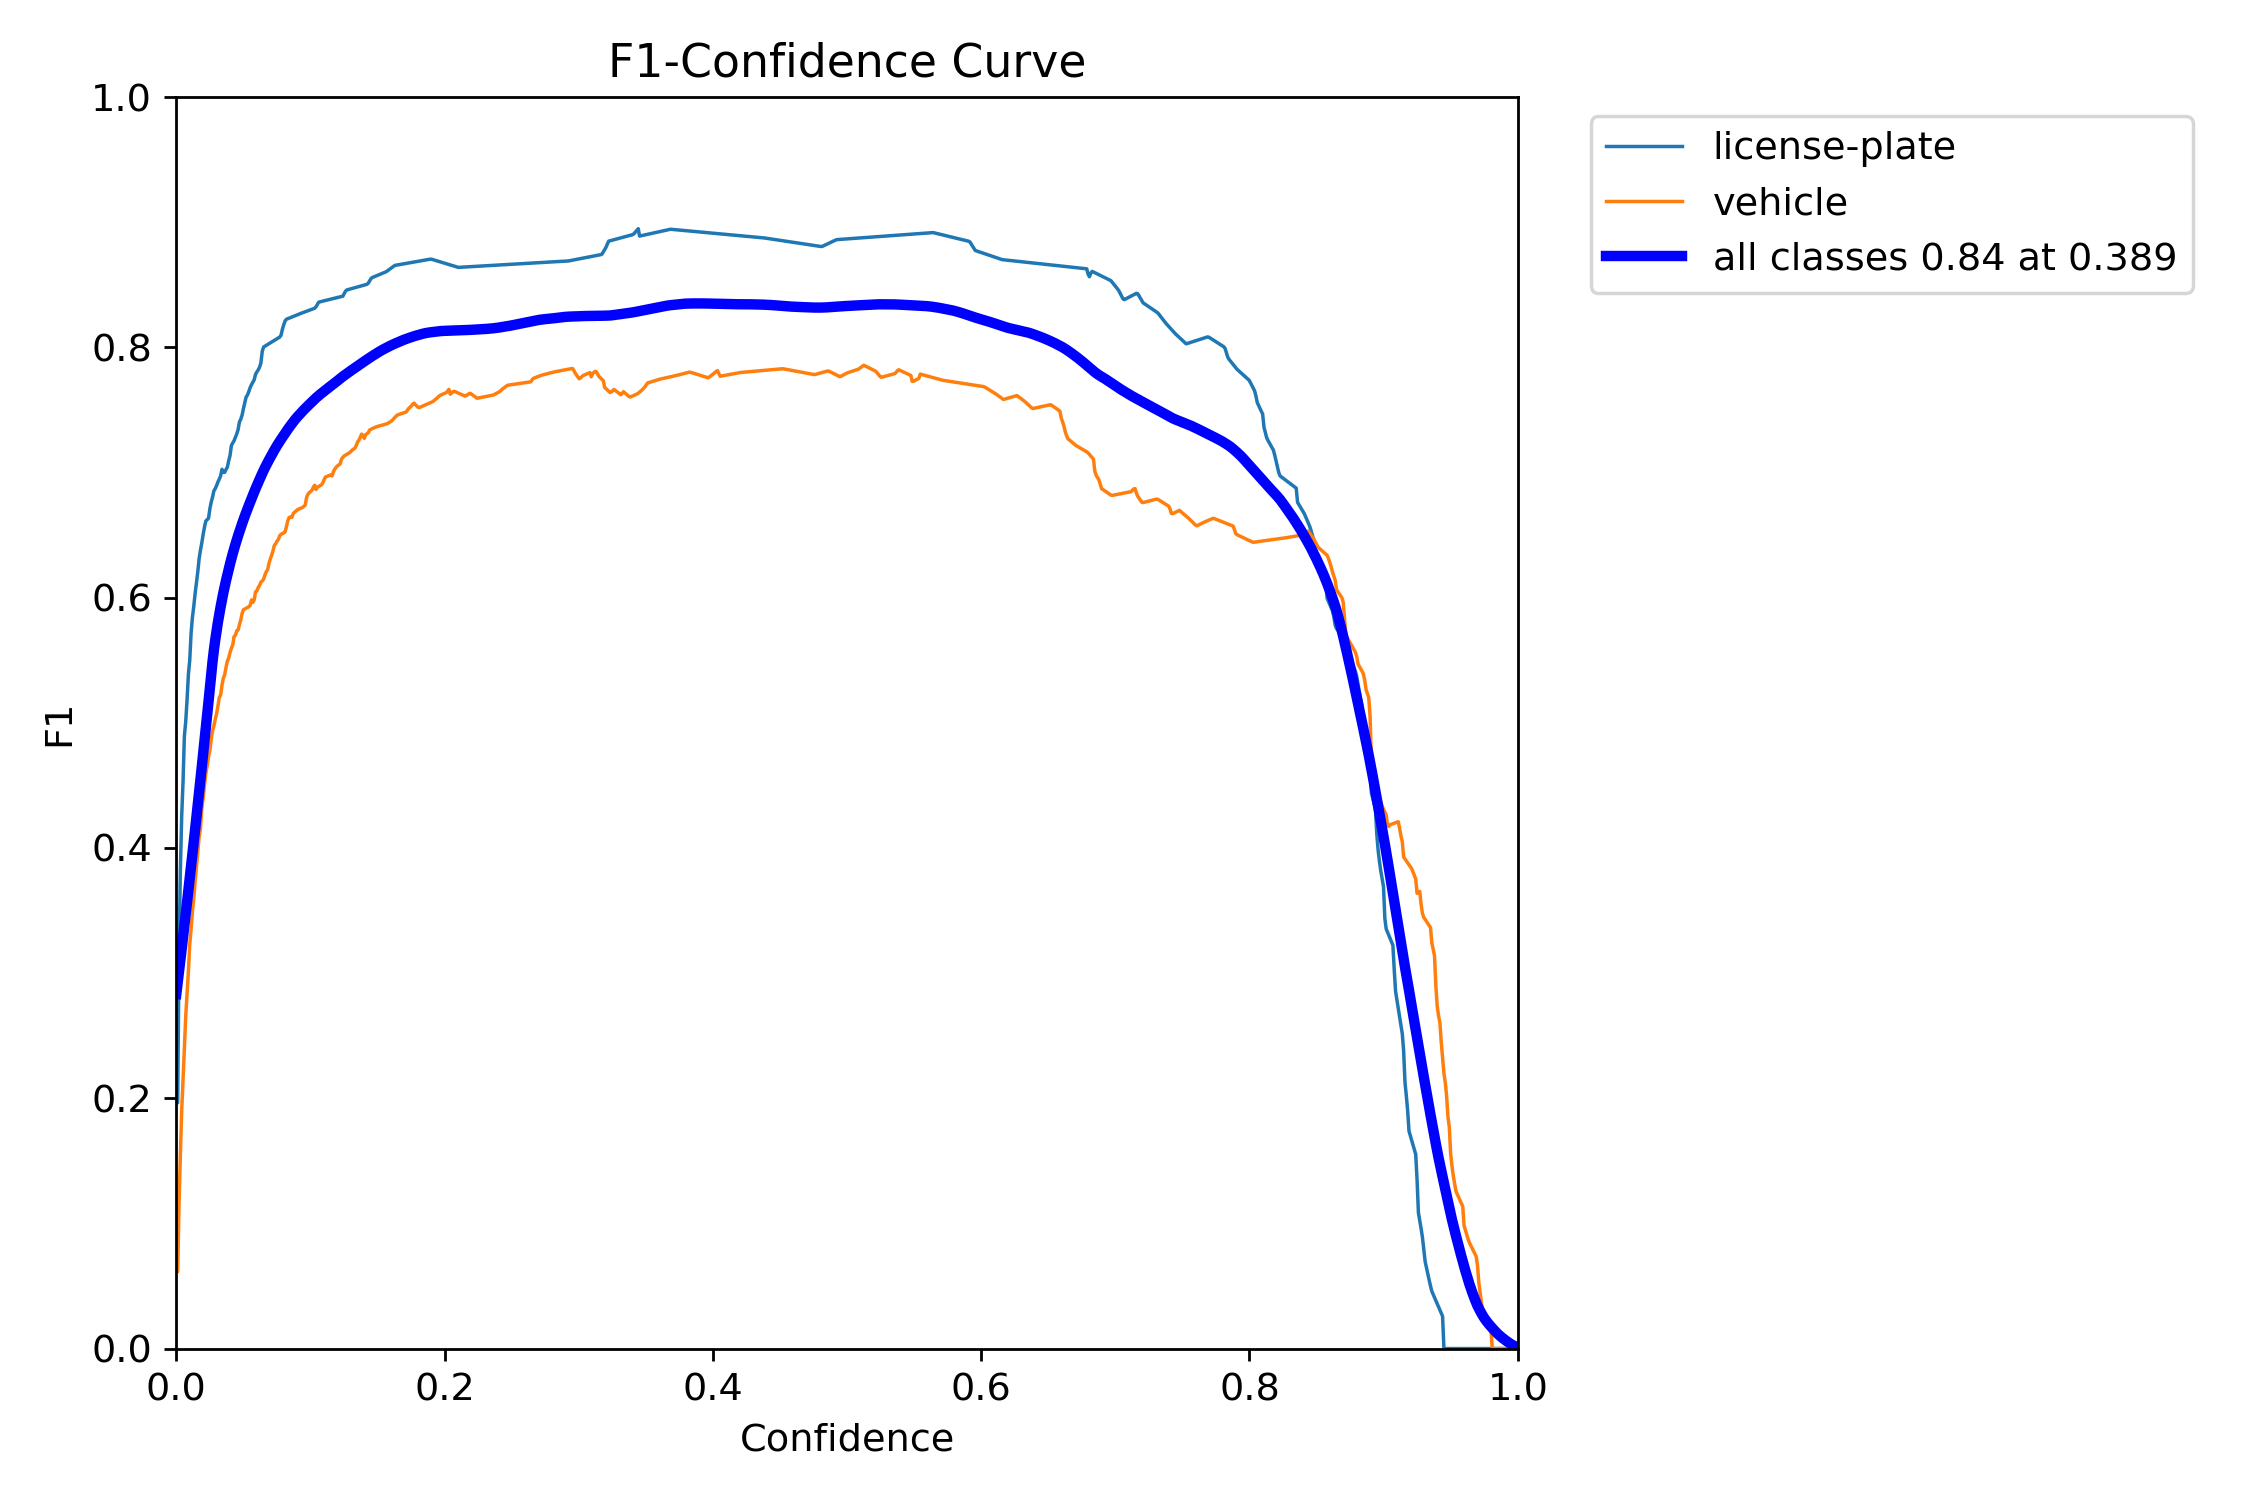 F1-Confidence Curve
1.0
0.8
0.6
0.4
0.2
0.0
F1
0.0 0.2 0.4 0.6 0.8 1.0
Confidence
license-plate
vehicle
all classes 0.84 at 0.389